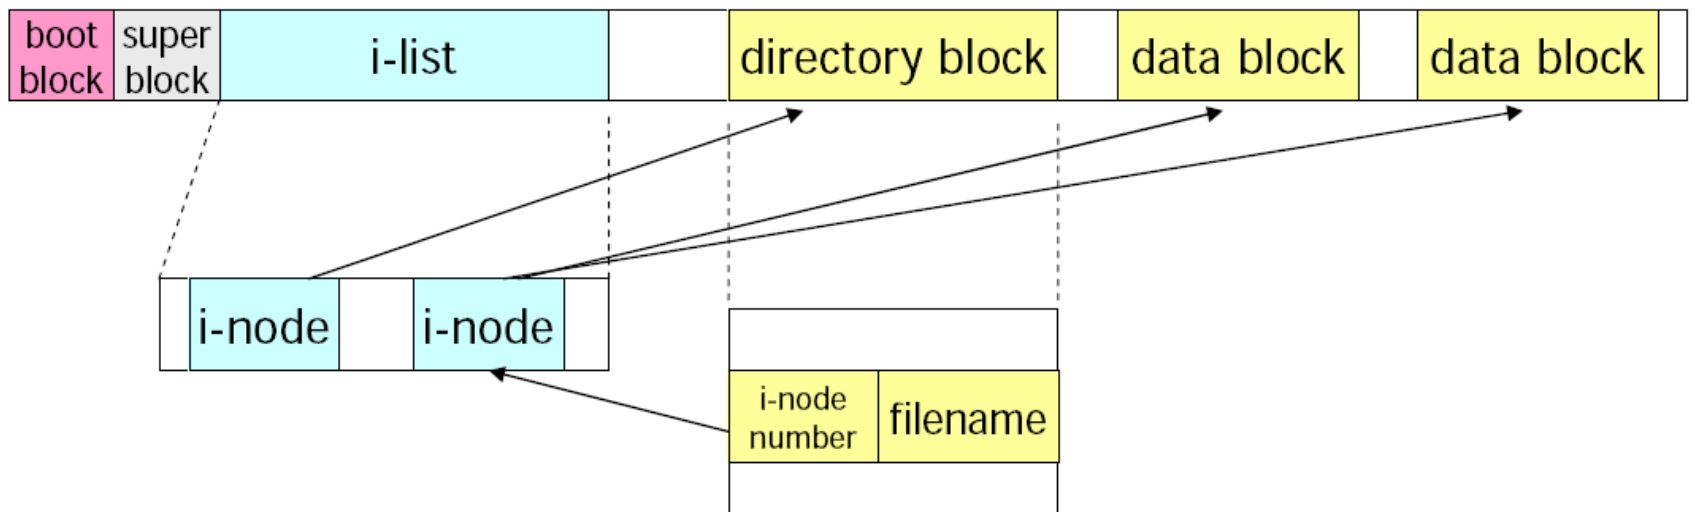 boot
block
super
block
i-list
directory block
data block
data block
i-node
i-node
i-node
number
filename